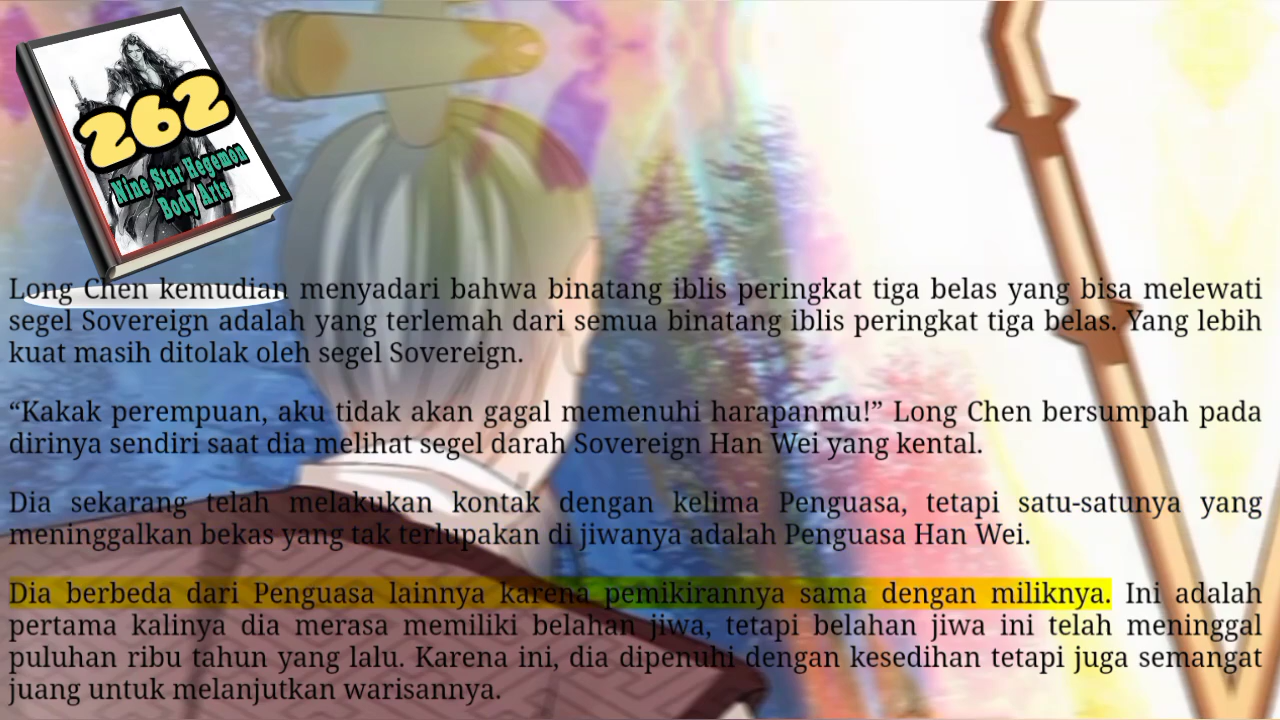 262
Nine Star Hegemon
Body Arts
Long Chen kemudian menyadari bahwa binatang iblis peringkat tiga belas yang bisa melewati
segel Sovereign adalah yang terlemah dari semua binatang iblis peringkat tiga belas. Yang lebih
kuat masih ditolak oleh segel Sovereign.
“Kakak perempuan, aku tidak akan gagal memenuhi harapanmu!” Long Chen bersumpah pada
dirinya sendiri saat dia melihat segel darah Sovereign Han Wei yang kental.
Dia sekarang telah melakukan kontak dengan kelima Penguasa, tetapi satu-satunya yang
meninggalkan bekas yang tak terlupakan di jiwanya adalah Penguasa Han Wei.
Dia berbeda dari Penguasa lainnya karena pemikirannya sama dengan miliknya. Ini adalah
pertama kalinya dia merasa memiliki belahan jiwa, tetapi belahan jiwa ini telah meninggal
puluhan ribu tahun yang lalu. Karena ini, dia dipenuhi dengan kesedihan tetapi juga semangat
juang untuk melanjutkan warisannya.